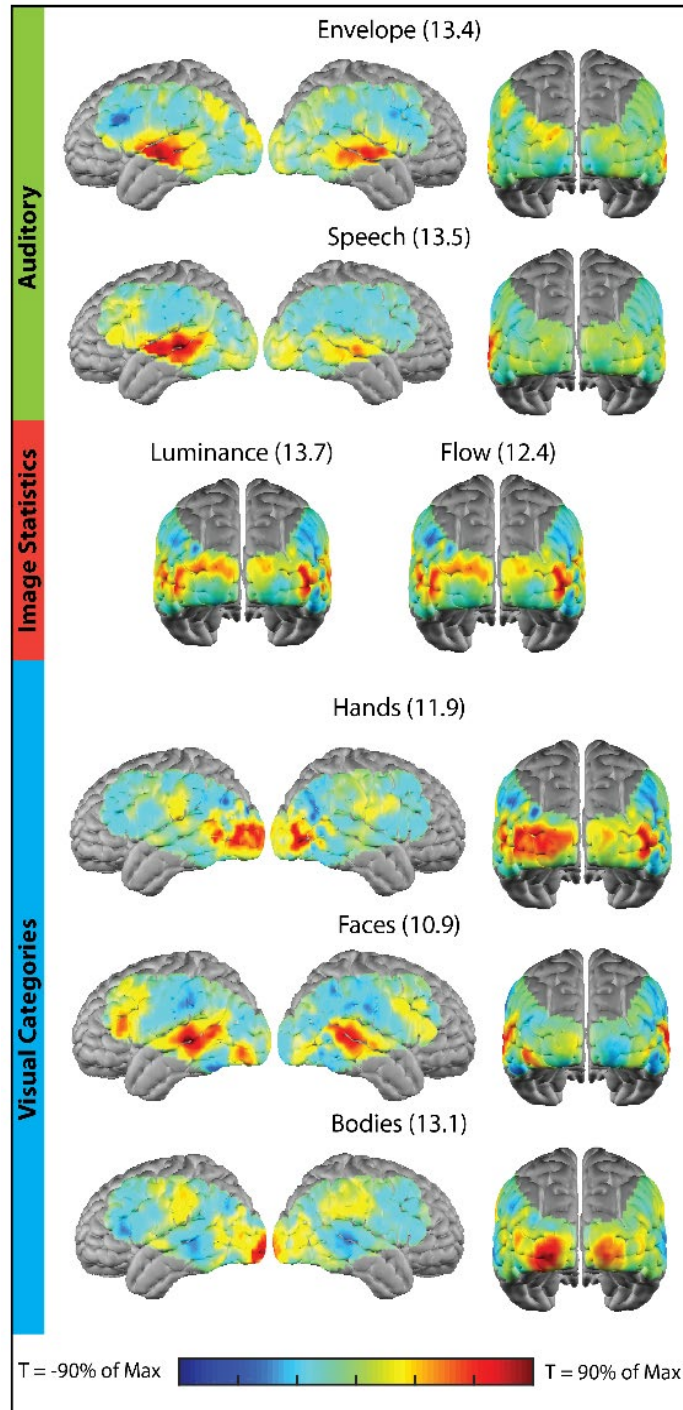 Auditory
Envelope (13.4)
Speech (13.5)
Image Statistics
Luminance (13.7)
Flow (12.4)
Visual Categories
Hands (11.9)
Faces (10.9)
Bodies (13.1)
T = -90% of Max
T = 90% of Max